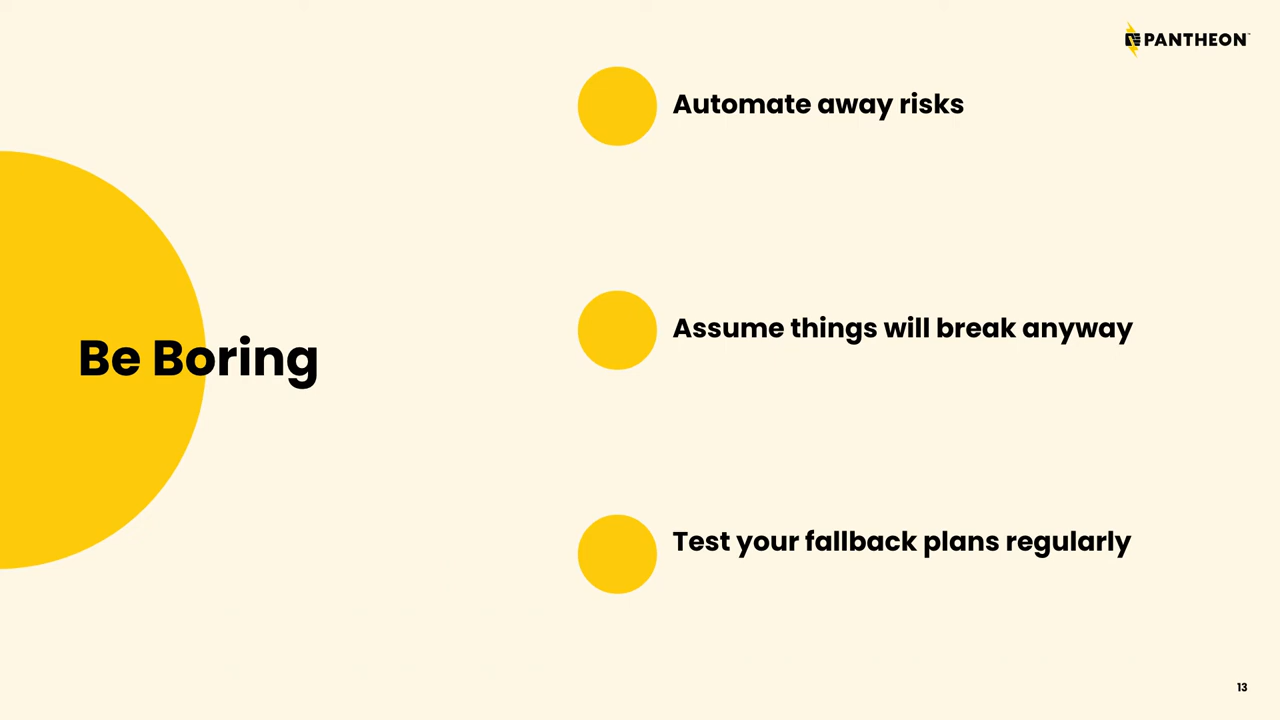 PANTHEON
Automate away risks
Be Boring
Assume things will break anyway
Test your fallback plans regularly
13